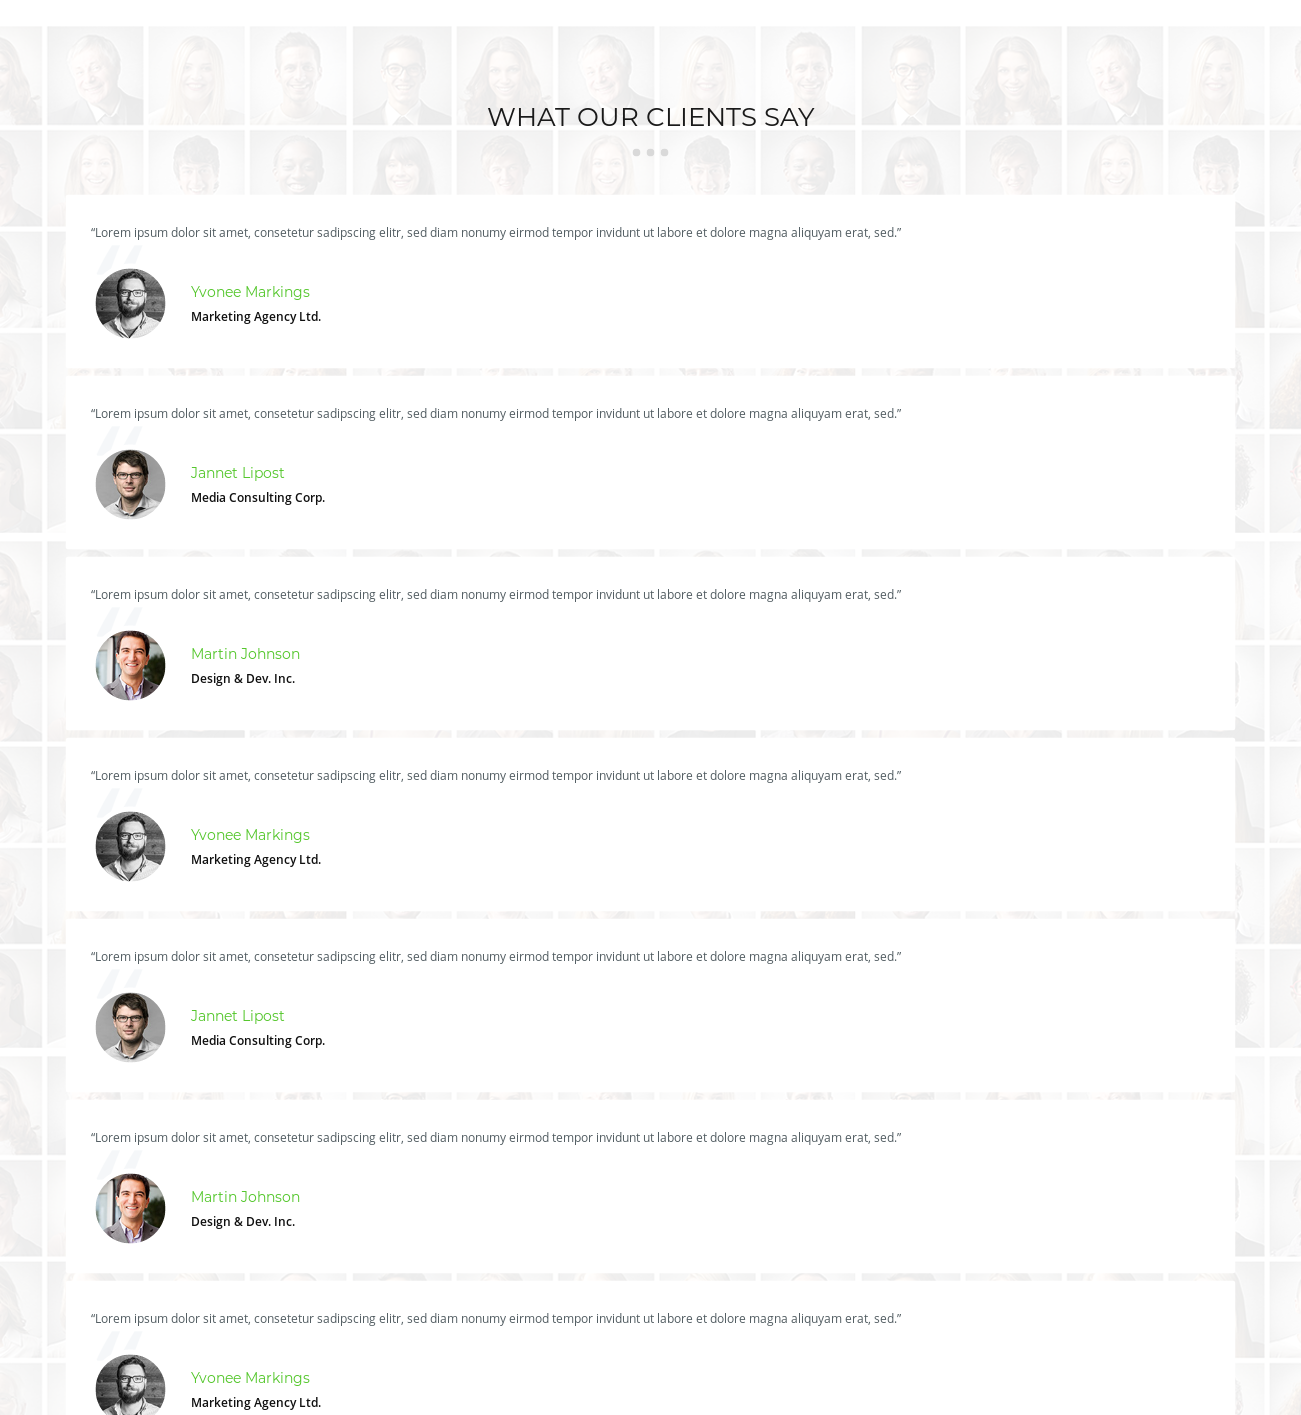 WHAT OUR CLIENTS SAY
“Lorem ipsum dolor sit amet, consetetur sadipscing elitr, sed diam nonumy eirmod tempor invidunt ut labore et dolore magna aliquyam erat, sed.”
Yvonee Markings
Marketing Agency Ltd.
“Lorem ipsum dolor sit amet, consetetur sadipscing elitr, sed diam nonumy eirmod tempor invidunt ut labore et dolore magna aliquyam erat, sed.”
Jannet Lipost
Media Consulting Corp.
“Lorem ipsum dolor sit amet, consetetur sadipscing elitr, sed diam nonumy eirmod tempor invidunt ut labore et dolore magna aliquyam erat, sed.”
Martin Johnson
Design & Dev. Inc.
“Lorem ipsum dolor sit amet, consetetur sadipscing elitr, sed diam nonumy eirmod tempor invidunt ut labore et dolore magna aliquyam erat, sed.”
Yvonee Markings
Marketing Agency Ltd.
“Lorem ipsum dolor sit amet, consetetur sadipscing elitr, sed diam nonumy eirmod tempor invidunt ut labore et dolore magna aliquyam erat, sed.”
Jannet Lipost
Media Consulting Corp.
“Lorem ipsum dolor sit amet, consetetur sadipscing elitr, sed diam nonumy eirmod tempor invidunt ut labore et dolore magna aliquyam erat, sed.”
Martin Johnson
Design & Dev. Inc.
“Lorem ipsum dolor sit amet, consetetur sadipscing elitr, sed diam nonumy eirmod tempor invidunt ut labore et dolore magna aliquyam erat, sed.”
Yvonee Markings
Marketing Agency Ltd.